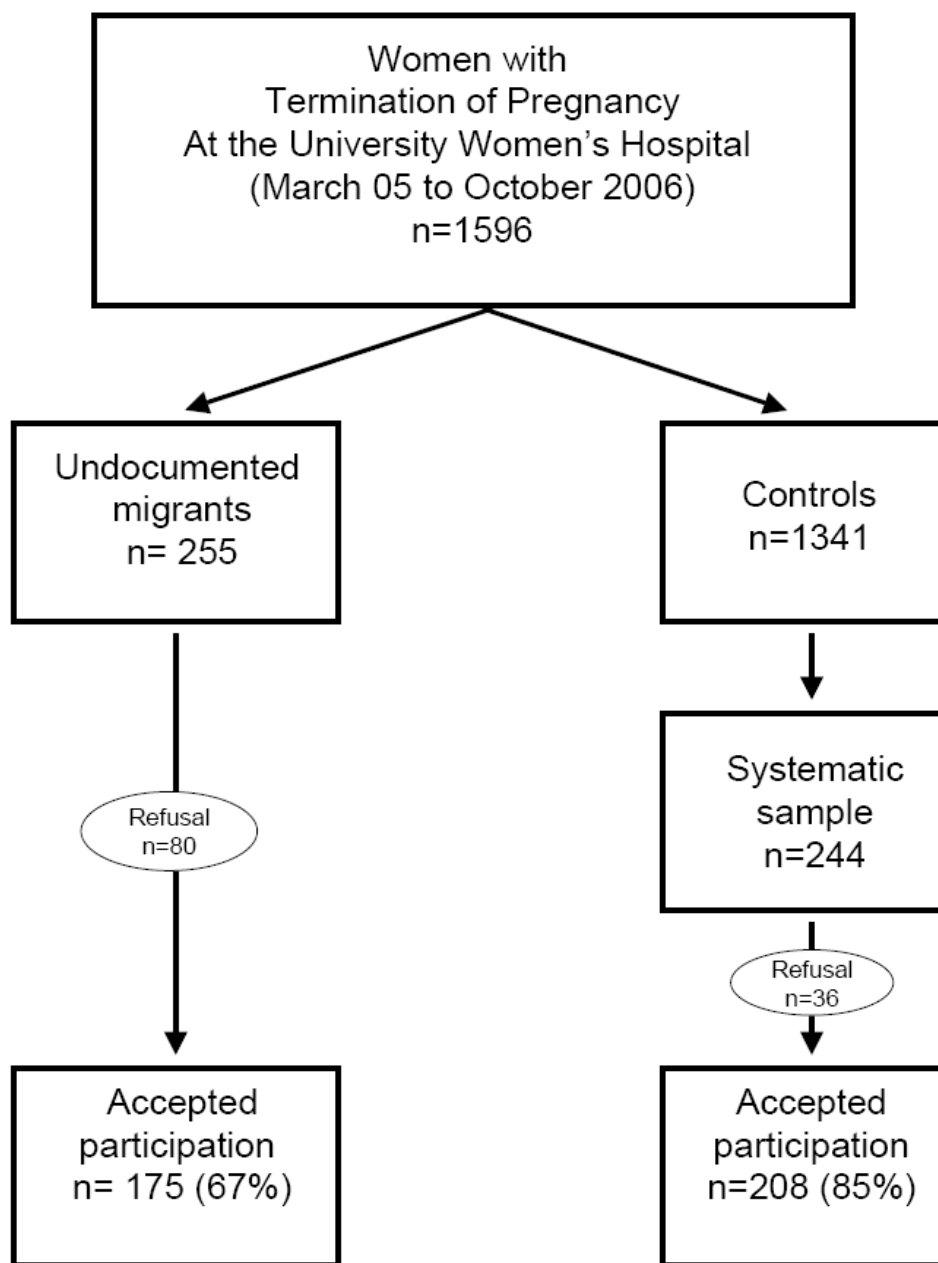 Women with
Termination of Pregnancy
At the University Women's Hospital
(March 05 to October 2006)
n=1596
Undocumented
migrants
n= 255
Controls
n=1341
Systematic
sample
n=244
Refusal
n=80
Refusal
n=36
Accepted
participation
n= 175 (67%)
Accepted
participation
n=208 (85%)